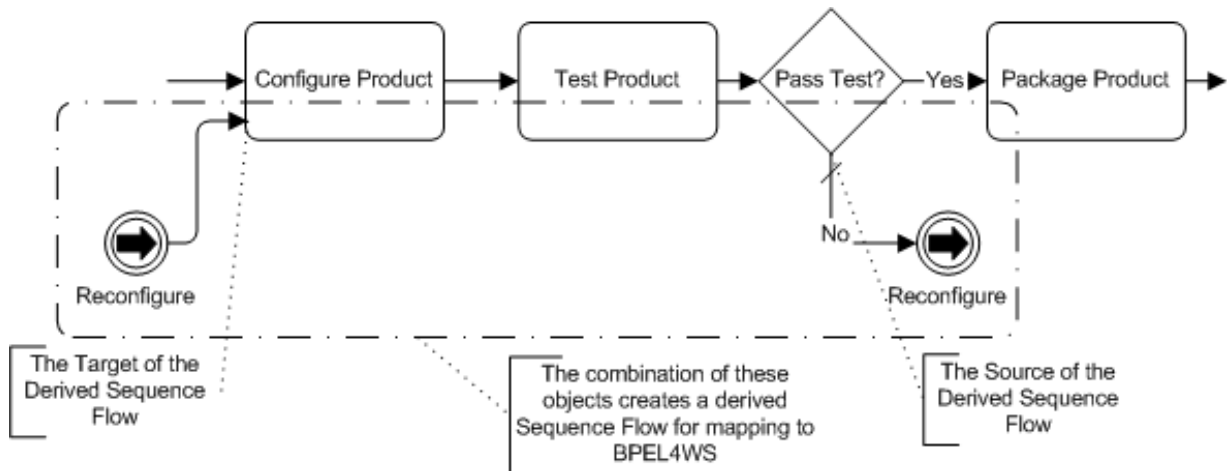 Configure Product
Test Product
Pass Test?
Yes
Package Product
No
Reconfigure
Reconfigure
The Target of the
Derived Sequence
Flow
The combination of these
objects creates a derived
Sequence Flow for mapping to
BPEL4WS
The Source of the
Derived Sequence
Flow